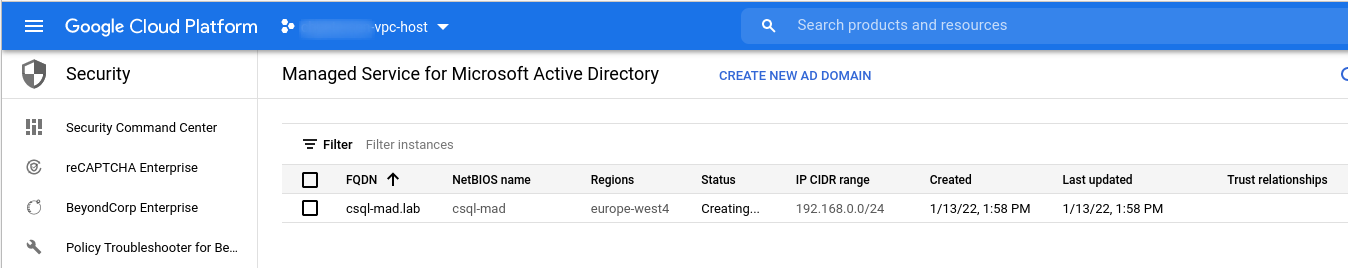 Google Cloud Platform -vpc-host Search products and resources
Security Managed Service for Microsoft Active Directory CREATE NEW AD DOMAIN
Security Command Center
reCAPTCHA Enterprise
BeyondCorp Enterprise
Policy Troubleshooter for Be...
Filter Filter instances
FQDN NetBIOS name Regions Status IP CIDR range Created Last updated Trust relationships
csql-mad.lab csql-mad europe-west4 Creating... 192.168.0.0/24 1/13/22, 1:58 PM 1/13/22, 1:58 PM